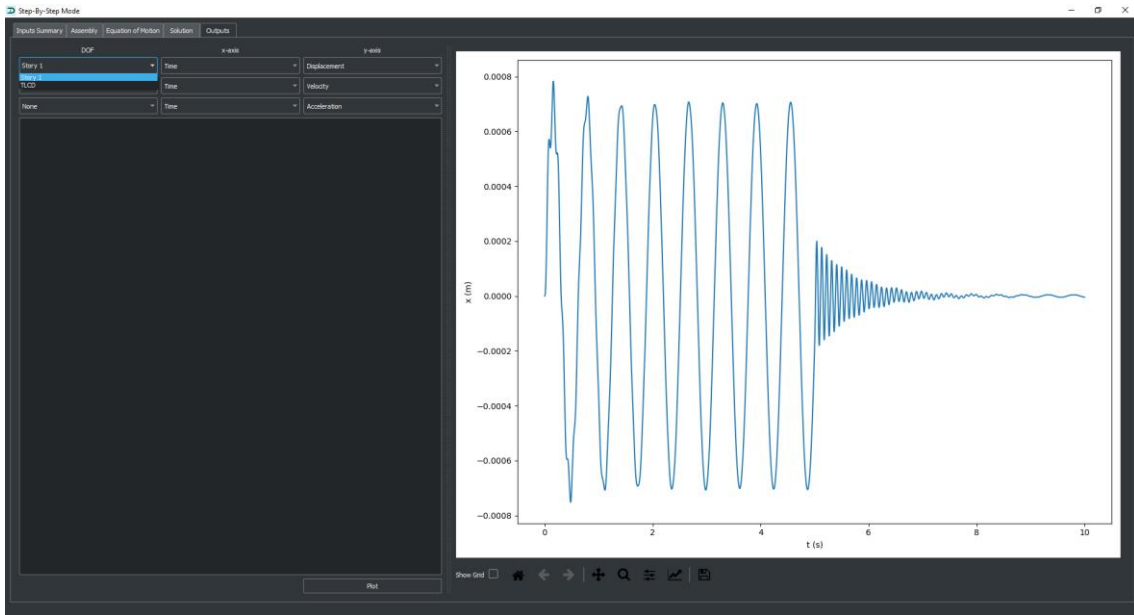 Step-By-Step Mode
Inputs Summary Assembly Equation of Motion Solution Outputs
DOF x-axis y-axis
Story 1 Time Displacement
Story 1
TLCD Time Velocity
None Time Acceleration
0.0008
0.0006
0.0004
0.0002
0.0000
−0.0002
−0.0004
−0.0006
−0.0008
x (m)
0 2 4 6 8 10
t (s)
Show Grid
Plot